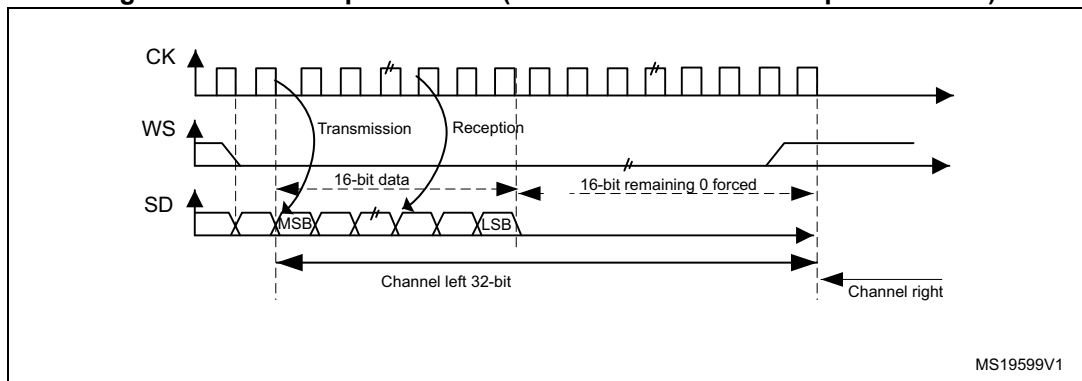 CK
Transmission
Reception
WS
16-bit data
16-bit remaining 0 forced
SD
MSB
LSB
Channel left 32-bit
Channel right
MS19599V1